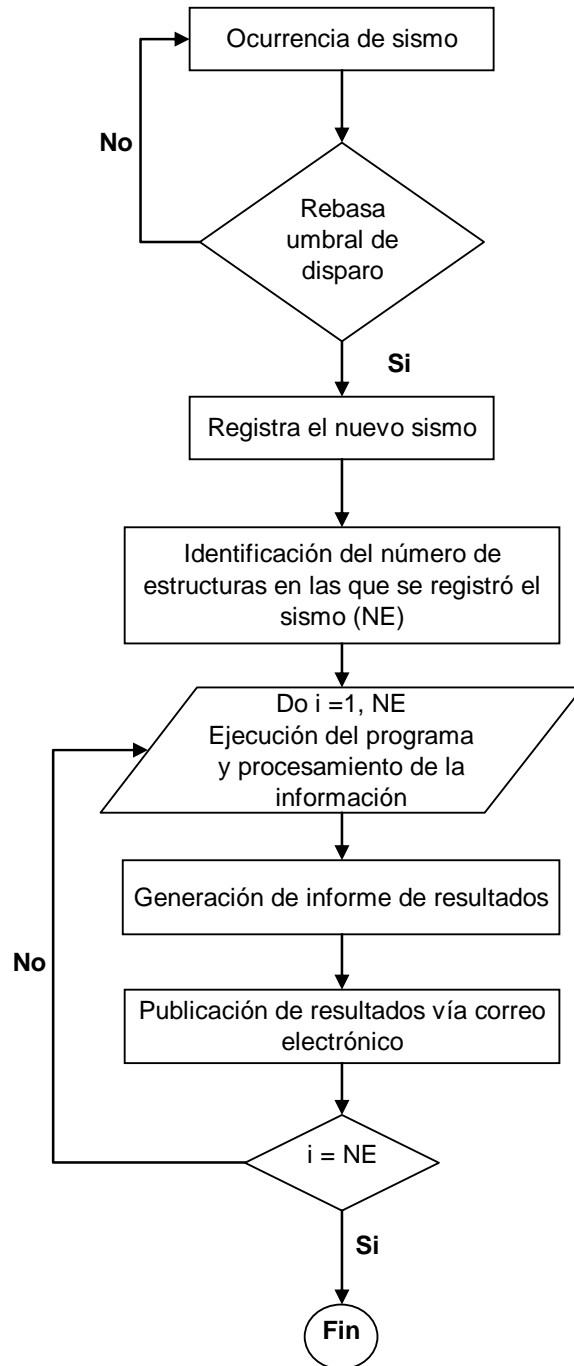 Ocurrencia de sismo
No
Rebasa
umbral de
disparo
Si
Registra el nuevo sismo
Identificación del número de
estructuras en las que se registró el
sismo (NE)
Do i =1, NE
Ejecución del programa
y procesamiento de la
información
Generación de informe de resultados
No
Publicación de resultados vía correo
electrónico
i = NE
Si
Fin